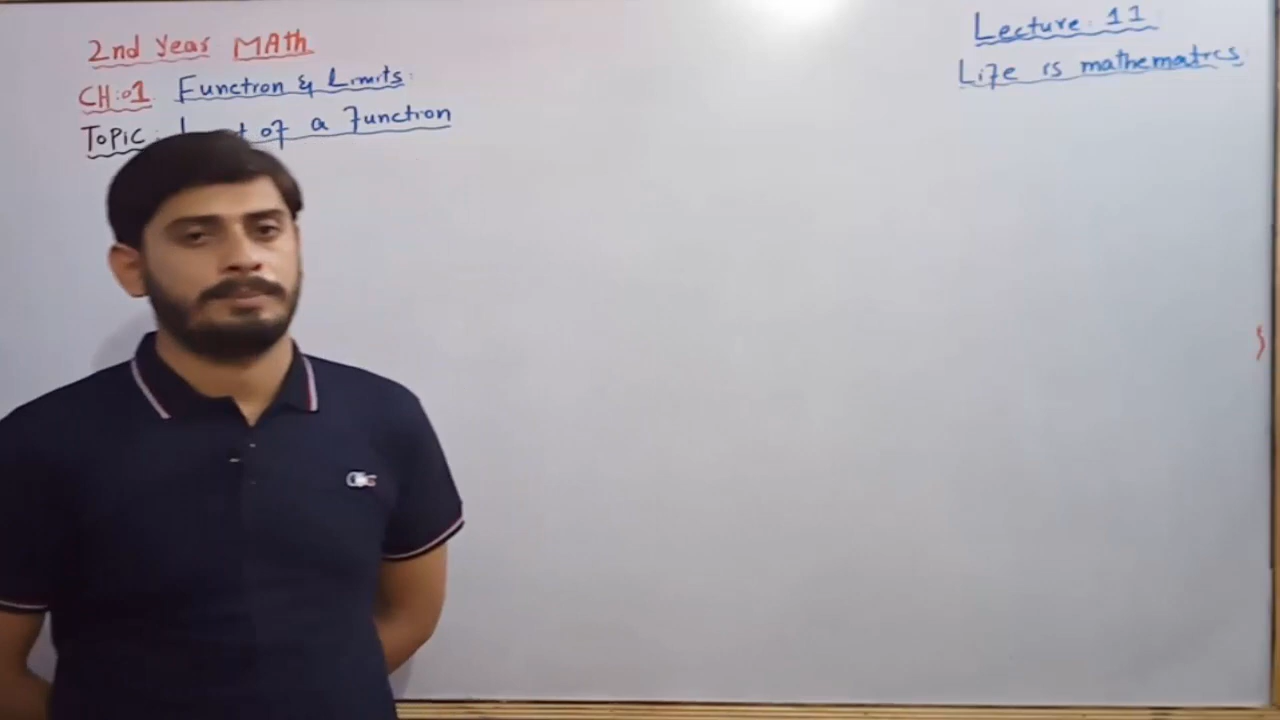 2nd Year MAth
CH:01 Function & Limits
Topic: of a Function
Lecture: 11
Life is mathematics